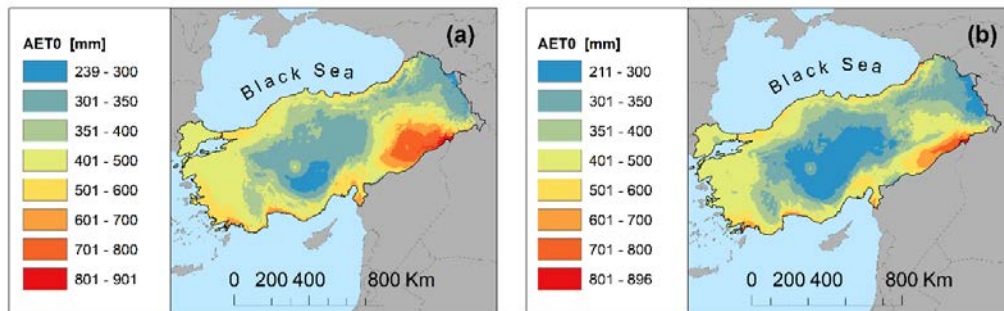 AET0 [mm]
239 - 300
301 - 350
351 - 400
401 - 500
501 - 600
601 - 700
701 - 800
801 - 901
(a)
Black Sea
0 200 400 800 Km
AET0 [mm]
211 - 300
301 - 350
351 - 400
401 - 500
501 - 600
601 - 700
701 - 800
801 - 896
(b)
Black Sea
0 200 400 800 Km